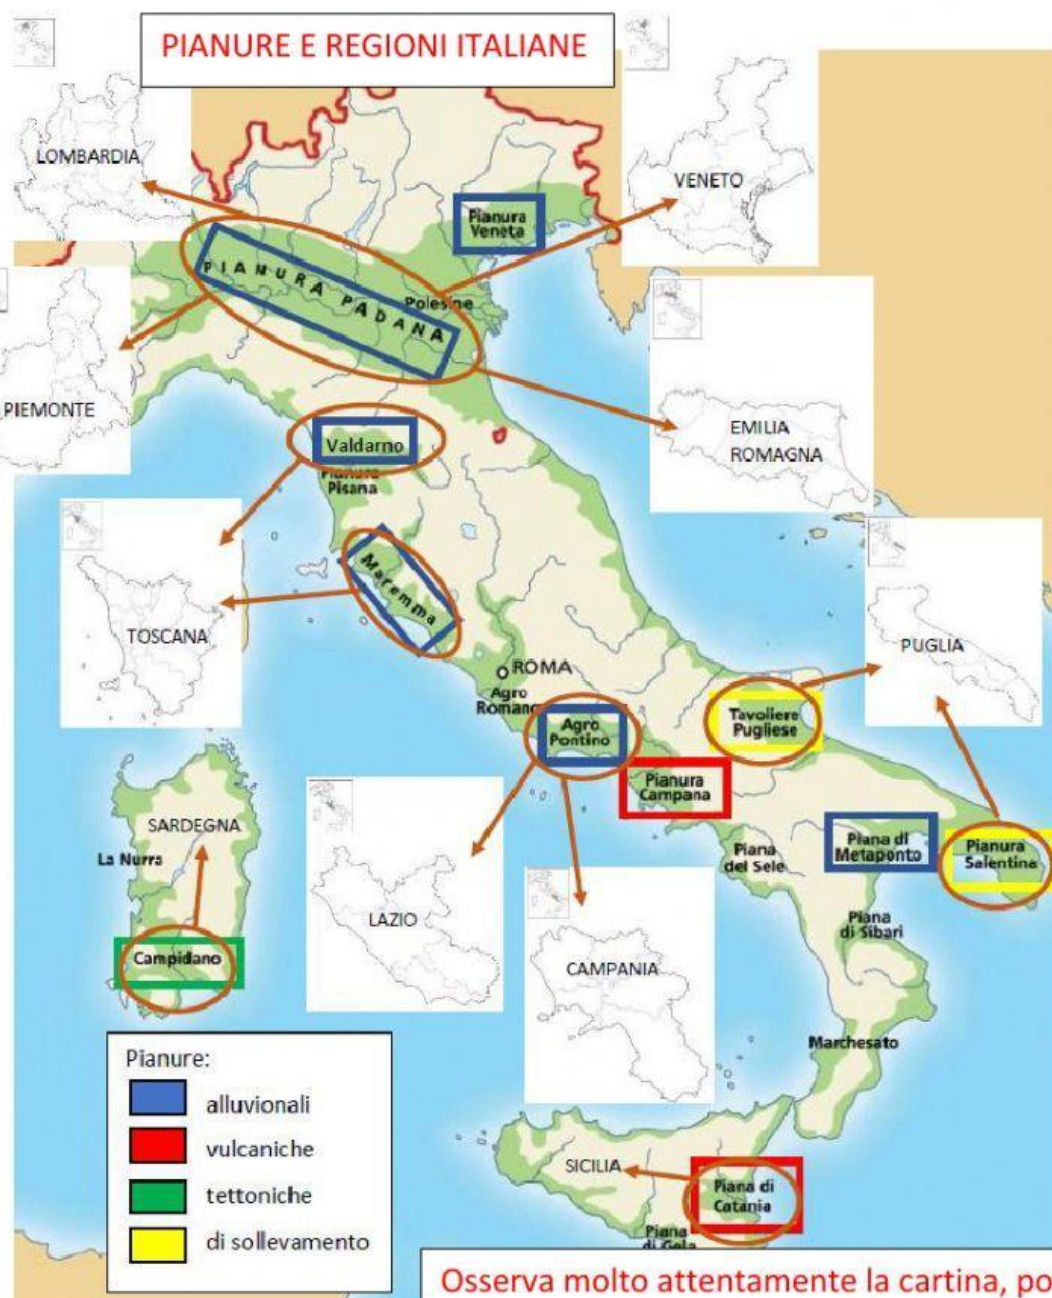 PIANURE E REGIONI ITALIANE
LOMBARDIA
VENETO
Pianura
Veneta
PIANURA PADANA
Polesine
PIEMONTE
EMILIA
ROMAGNA
Valdarno
Pianura
Pisana
Maremma
TOSCANA
PUGLIA
ROMA
Agro
Romano
Agro
Pontino
Tavoliere
Pugliese
Pianura
Campana
SARDEGNA
La Nurra
Piana
del Sele
Piana di
Metaponto
Pianura
Salentina
LAZIO
Piana
di Sibari
Campidano
CAMPANIA
Marchesato
Pianure:
alluvionali
vulcaniche
tettoniche
di sollevamento
SICILIA
Piana di
Catania
Piana
di Gela
Osserva molto attentamente la cartina, po